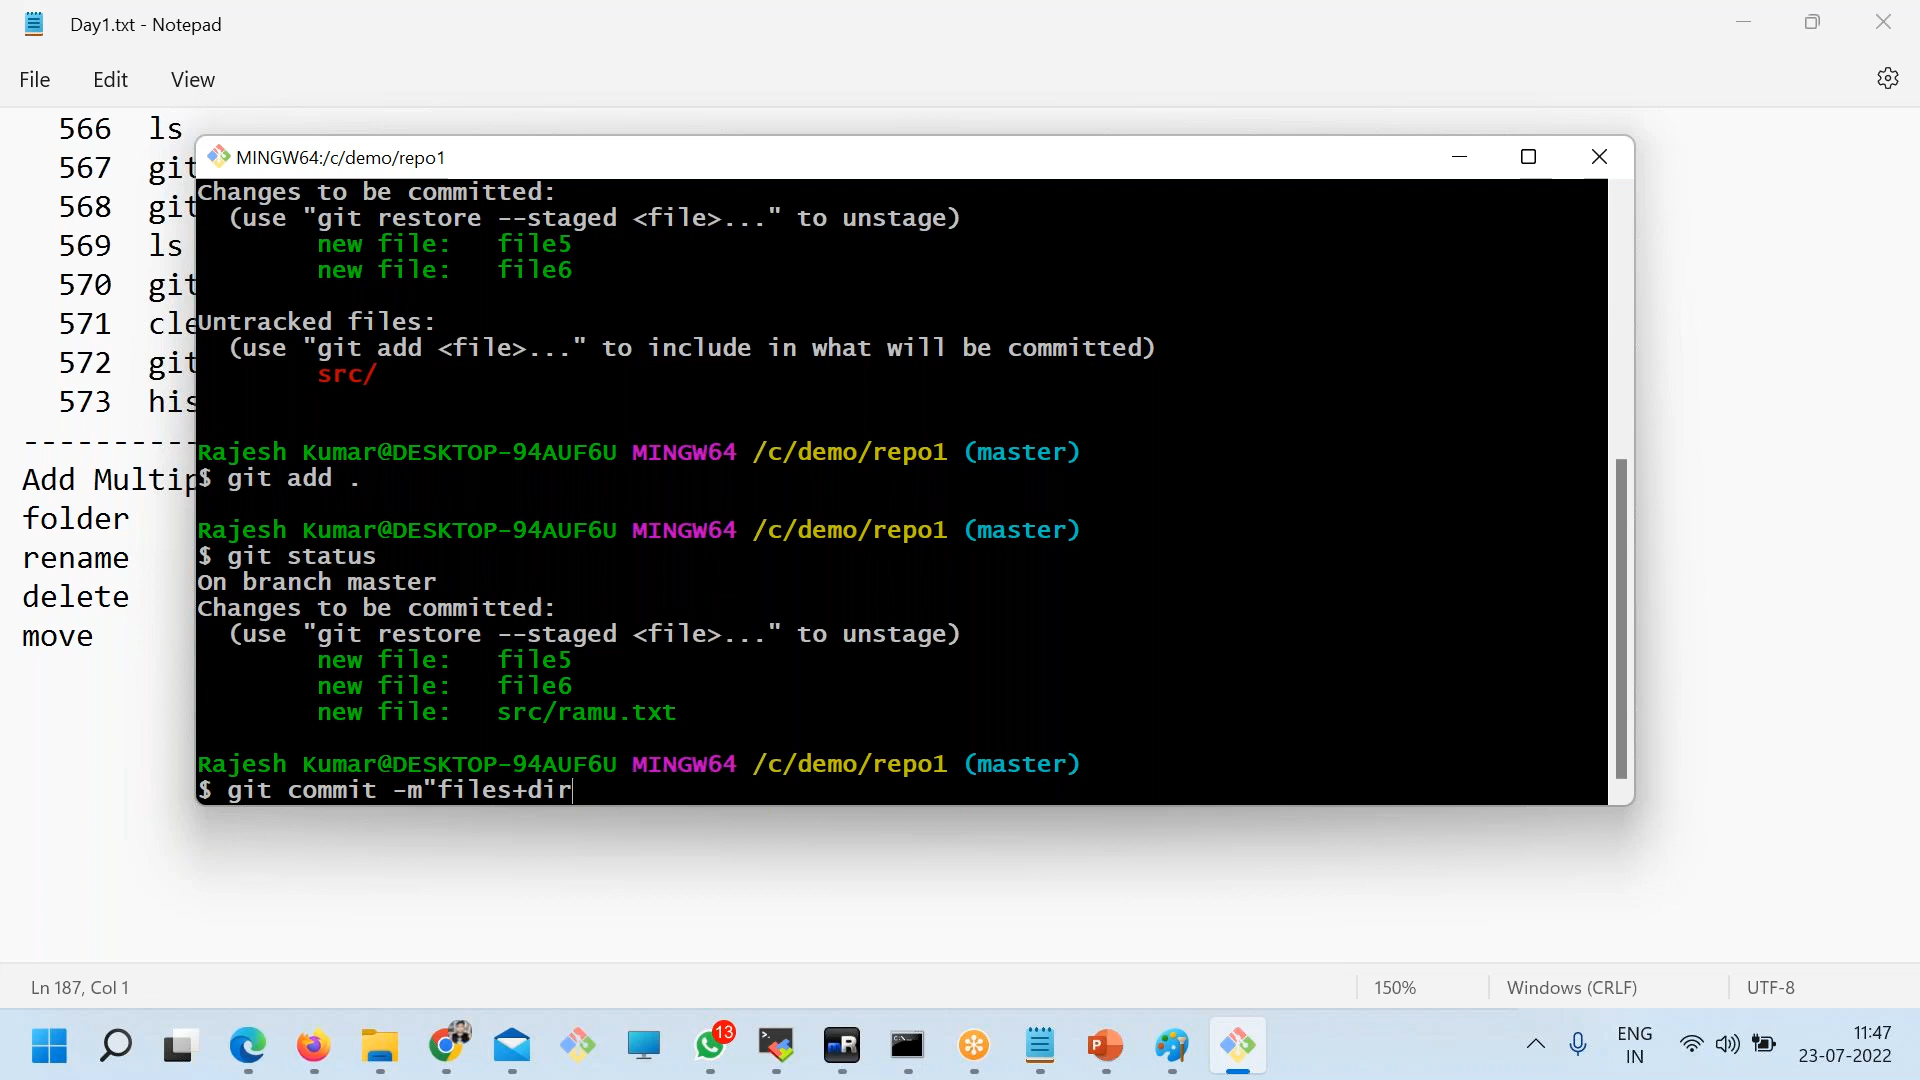 Day1.txt - Notepad
File Edit View
566 ls
567 git
568 git
569 ls
570 git
571 cle
572 git
573 his
----------
Add Multip
folder
rename
delete
move
MINGW64:/c/demo/repo1
Changes to be committed:
(use "git restore --staged <file>..." to unstage)
new file: file5
new file: file6
Untracked files:
(use "git add <file>..." to include in what will be committed)
src/
Rajesh Kumar@DESKTOP-94AUF6U MINGW64 /c/demo/repo1 (master)
$ git add .
Rajesh Kumar@DESKTOP-94AUF6U MINGW64 /c/demo/repo1 (master)
$ git status
On branch master
Changes to be committed:
(use "git restore --staged <file>..." to unstage)
new file: file5
new file: file6
new file: src/ramu.txt
Rajesh Kumar@DESKTOP-94AUF6U MINGW64 /c/demo/repo1 (master)
$ git commit -m"files+dir
Ln 187, Col 1 150% Windows (CRLF) UTF-8
13
ENG
IN
11:47
23-07-2022